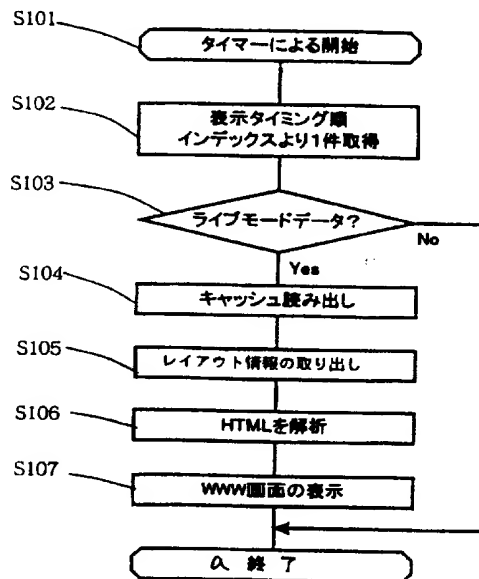 S101
タイマーによる開始
S102
表示タイミング順
インデックスより1件取得
S103
ライブモードデータ?
No
Yes
S104
キャッシュ読み出し
S105
レイアウト情報の取り出し
S106
HTMLを解析
S107
WWW画面の表示
a 終了